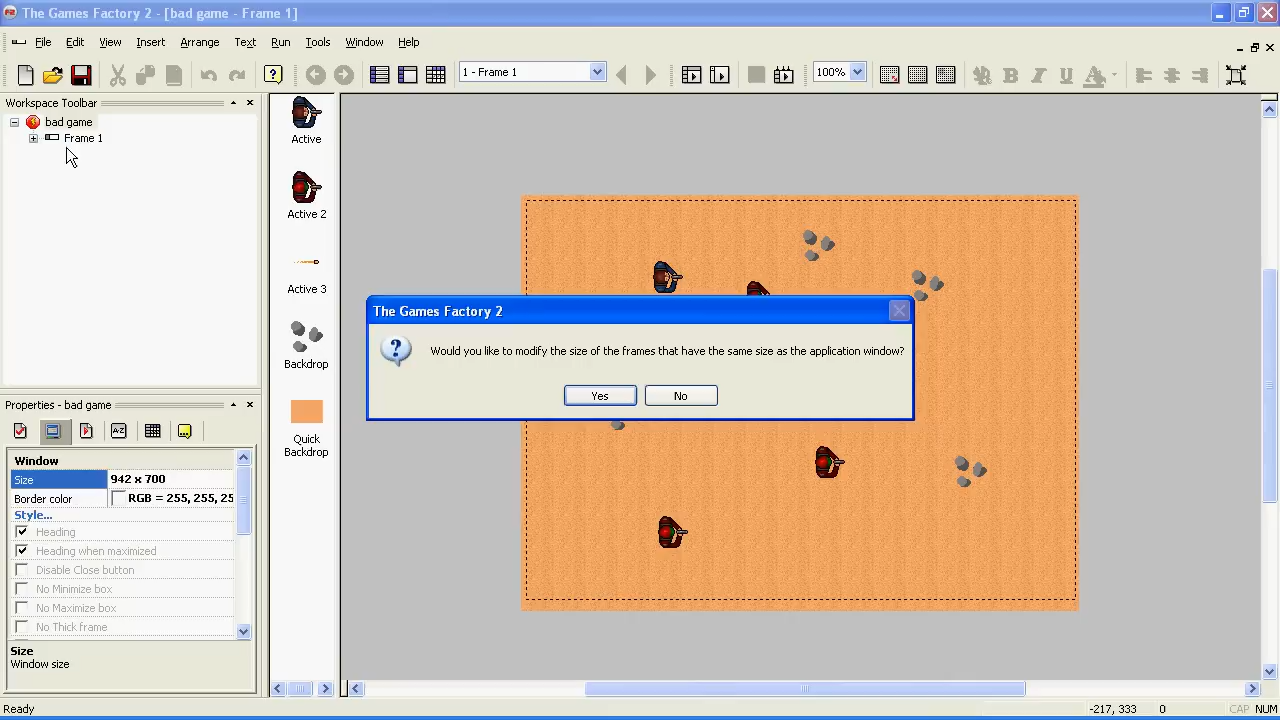 The Games Factory 2 - [bad game - Frame 1]
File Edit View Insert Arrange Text Run Tools Window Help
1 - Frame 1
100%
B I U A
Workspace Toolbar
bad game
Frame 1
Active
Active 2
Active 3
Backdrop
Quick
Backdrop
The Games Factory 2
Would you like to modify the size of the frames that have the same size as the application window?
Yes No
Properties - bad game
A-Z
Window
Size 942 x 700
Border color RGB = 255, 255, 25
Style...
Heading
Heading when maximized
Disable Close button
No Minimize box
No Maximize box
No Thick frame
Size
Window size
Ready
-217, 333 0 CAP NUM